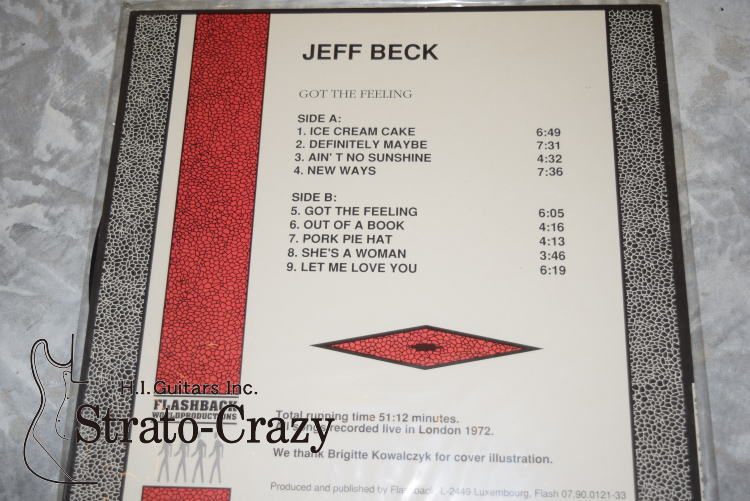 JEFF BECK
GOT THE FEELING
SIDE A:
1. ICE CREAM CAKE 6:49
2. DEFINITELY MAYBE 7:31
3. AIN' T NO SUNSHINE 4:32
4. NEW WAYS 7:36
SIDE B:
5. GOT THE FEELING 6:05
6. OUT OF A BOOK 4:16
7. PORK PIE HAT 4:13
8. SHE'S A WOMAN 3:46
9. LET ME LOVE YOU 6:19
H.I.Guitars Inc.
FLASHBACK
WORLDPRODUCTIONS
Strato-Crazy
Total running time 51:12 minutes.
All songs recorded live in London 1972.
We thank Brigitte Kowalczyk for cover illustration.
Produced and published by Flashback, L-2449 Luxembourg, Flash 07.90.0121-33